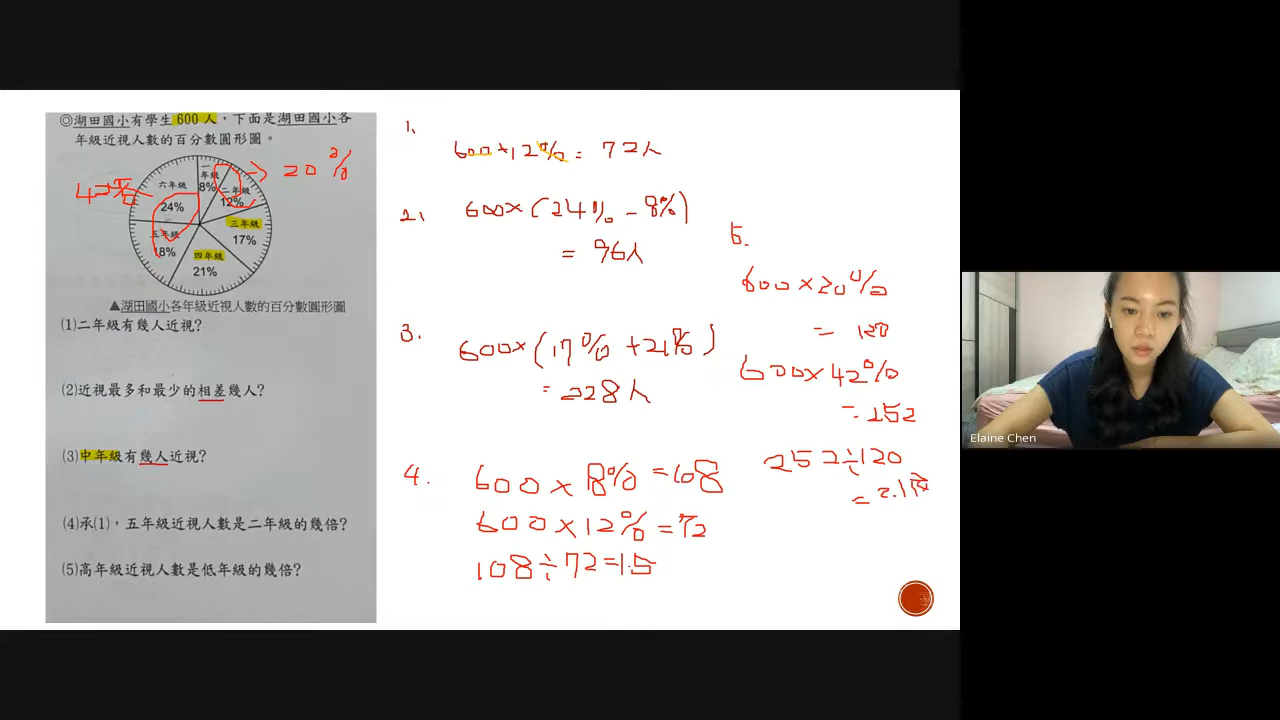 ◎湖田國小有學生600人，下面是湖田國小各
年級近視人數的百分數圓形圖。
一年級
8%
二年級
12%
三年級
17%
四年級
21%
五年級
18%
六年級
24%
20%
42%
▲湖田國小各年級近視人數的百分數圓形圖
(1)二年級有幾人近視?
(2)近視最多和最少的相差幾人?
(3)中年級有幾人近視?
(4)承(1)，五年級近視人數是二年級的幾倍?
(5)高年級近視人數是低年級的幾倍?
1.
600×12%=72人
2.
600×(24%-8%)
=96人
3.
600×(17%+21%)
=228人
4.
600×18%=108
600×12%=72
108÷72=1.5
5.
600×20%
=120
600×42%
=252
252÷120
=2.1倍
Elaine Chen